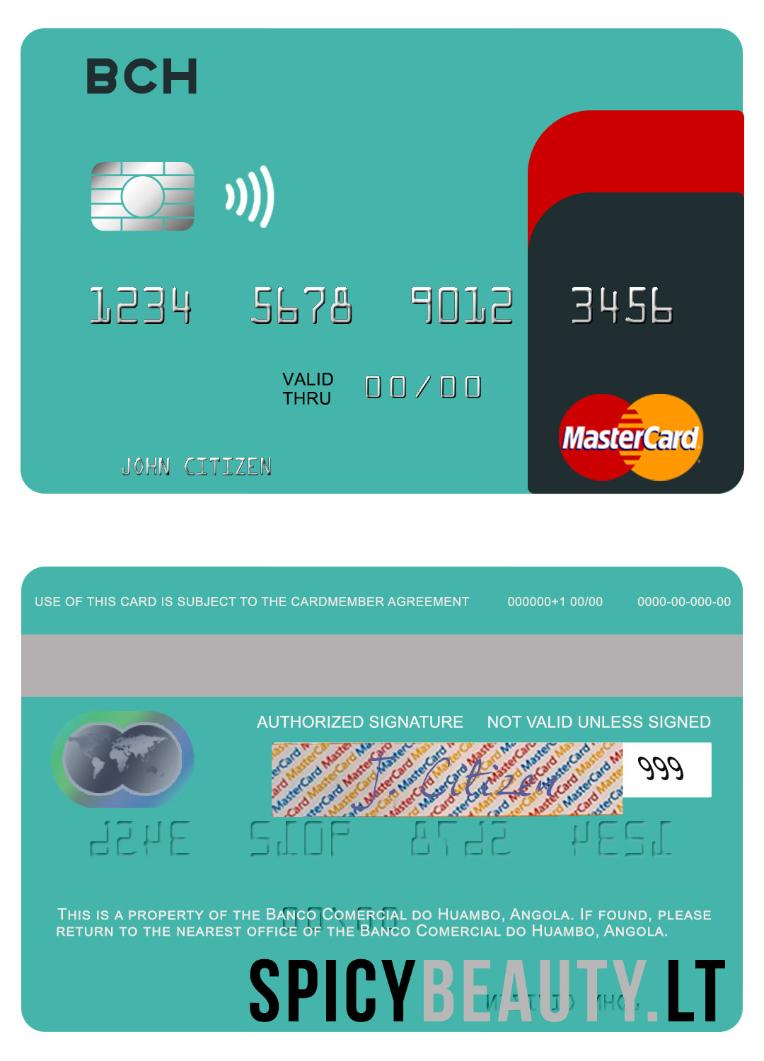 BCH
1234 5678 9012 3456
VALID THRU 00/00
JOHN CITIZEN
MasterCard
USE OF THIS CARD IS SUBJECT TO THE CARDMEMBER AGREEMENT 000000+1 00/00 0000-00-000-00
AUTHORIZED SIGNATURE NOT VALID UNLESS SIGNED
J. Citizen 999
THIS IS A PROPERTY OF THE BANCO COMERCIAL DO HUAMBO, ANGOLA. IF FOUND, PLEASE
RETURN TO THE NEAREST OFFICE OF THE BANCO COMERCIAL DO HUAMBO, ANGOLA.
SPICYBEAUTY.LT